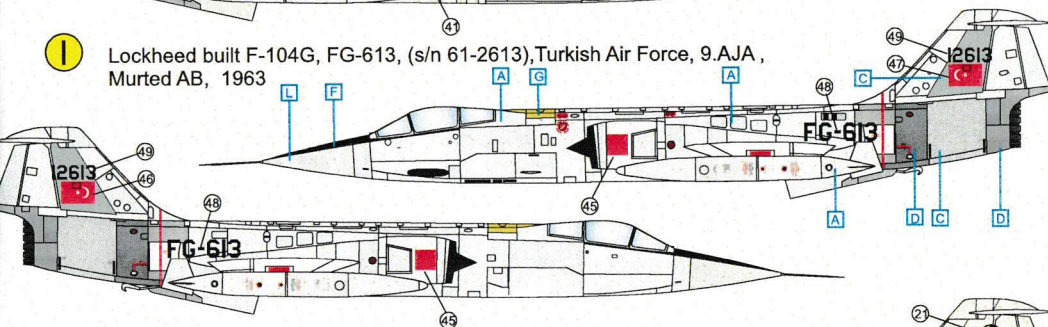 41
I
Lockheed built F-104G, FG-613, (s/n 61-2613),Turkish Air Force, 9.AJA ,
Murted AB, 1963
L
F
A
G
A
48
C
49
47
12613
FG-613
45
A
D
C
D
49
12613
46
48
FG-613
45
21